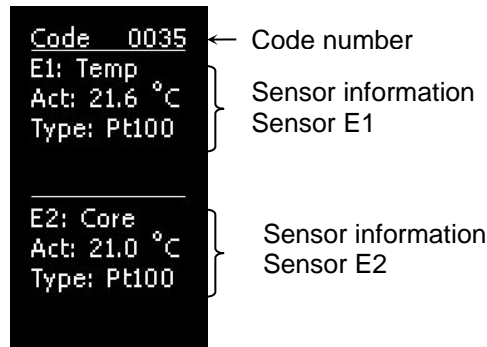 Code 0035
Code number
E1: Temp
Act: 21.6 °C
Type: Pt100
Sensor information
Sensor E1
E2: Core
Act: 21.0 °C
Type: Pt100
Sensor information
Sensor E2